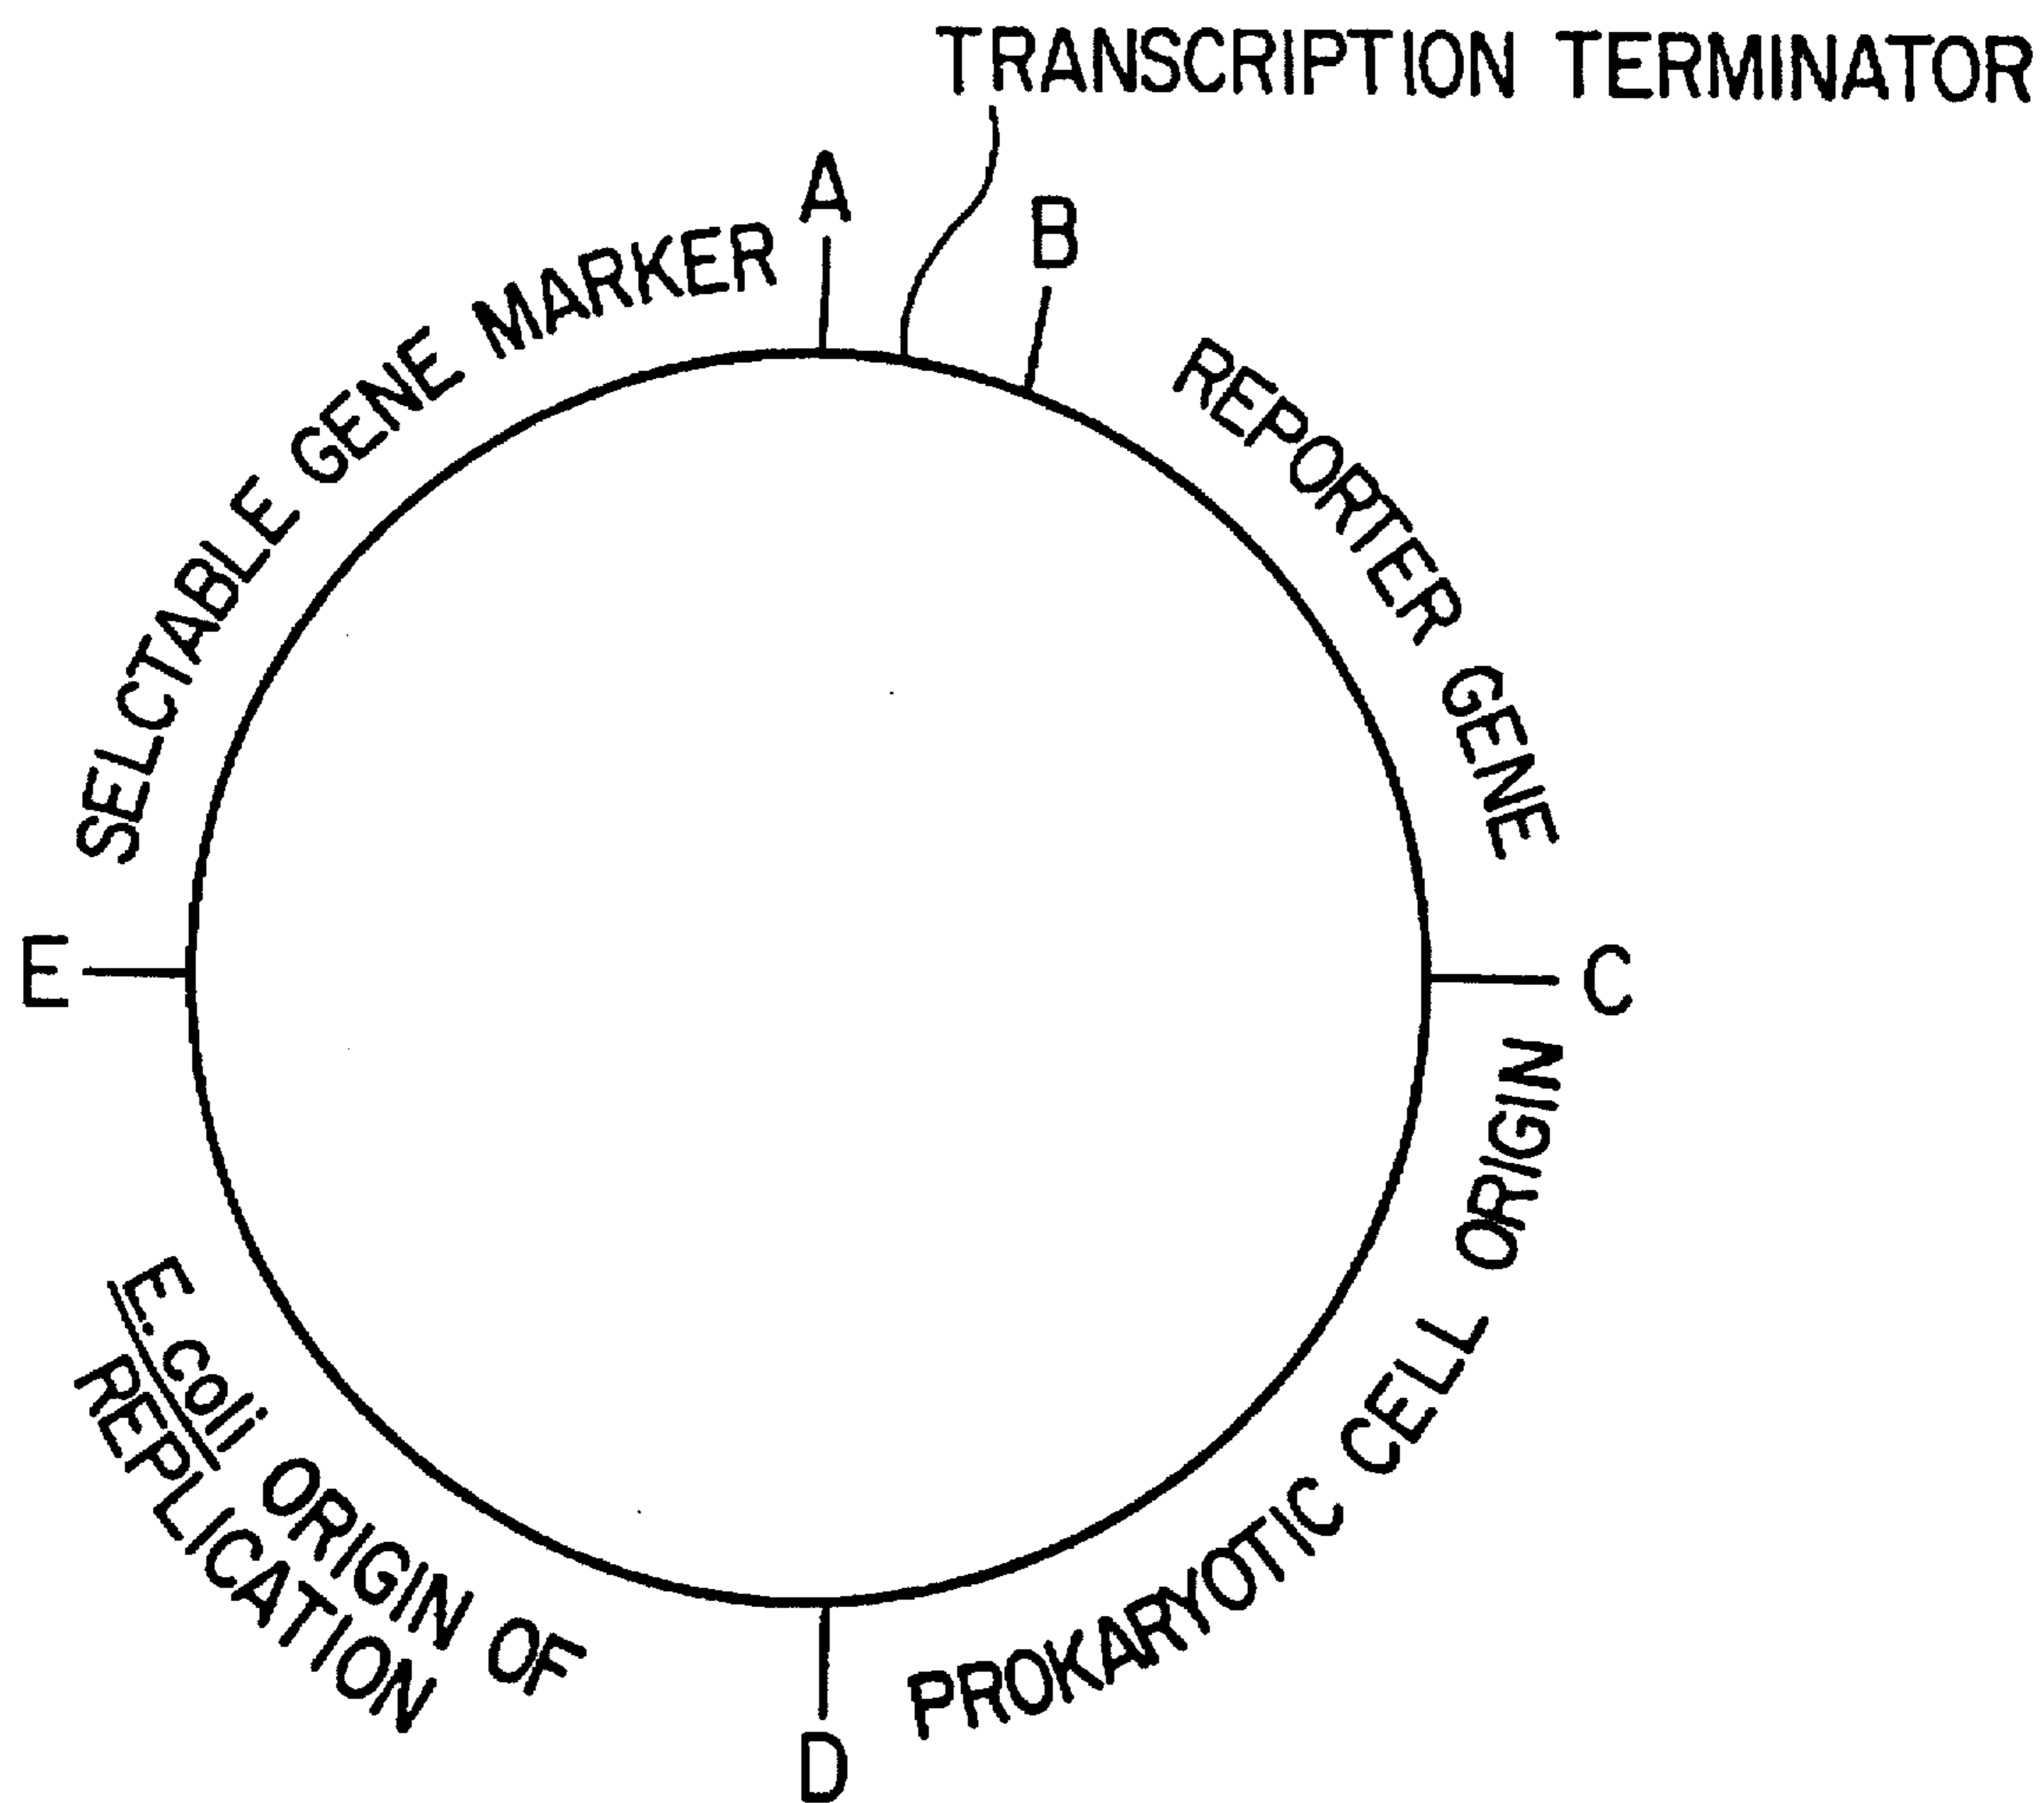 TRANSCRIPTION TERMINATOR
A
B
SELCTABLE GENE MARKER
REPORTER GENE
E
C
PROKARYOTIC CELL ORIGIN
E. coli ORIGIN OF
REPLICATION
D